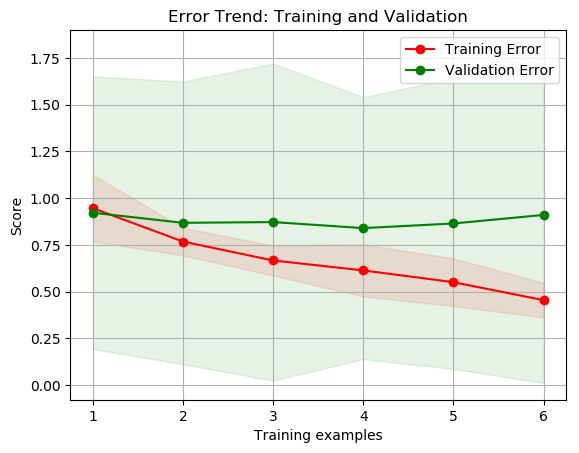 Error Trend: Training and Validation
Training Error
Validation Error
1.75
1.50
1.25
1.00
0.75
0.50
0.25
0.00
Score
1 2 3 4 5 6
Training examples